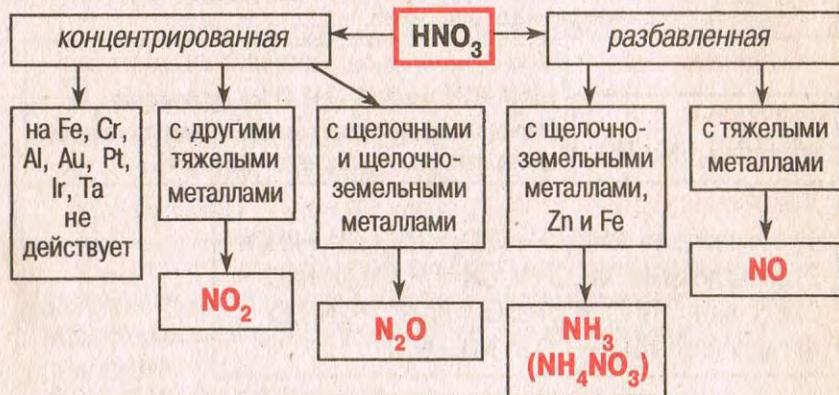 концентрированная
HNO₃
разбавленная
на Fe, Cr,
Al, Au, Pt,
Ir, Ta
не
действует
с другими
тяжелыми
металлами
с щелочными
и щелочно-
земельными
металлами
с щелочно-
земельными
металлами,
Zn и Fe
с тяжелыми
металлами
NO₂
N₂O
NH₃
(NH₄NO₃)
NO